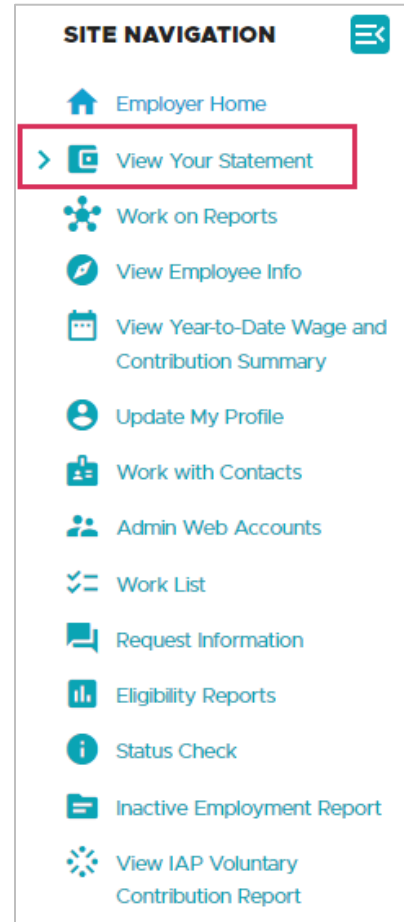 SITE NAVIGATION
Employer Home
View Your Statement
Work on Reports
View Employee Info
View Year-to-Date Wage and
Contribution Summary
Update My Profile
Work with Contacts
Admin Web Accounts
Work List
Request Information
Eligibility Reports
Status Check
Inactive Employment Report
View IAP Voluntary
Contribution Report